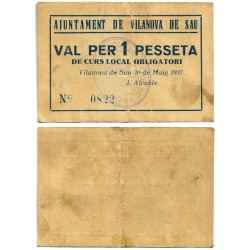 AJUNTAMENT DE VILANOVA DE SAU
VAL PER 1 PESSETA
DE CURS LOCAL OBLIGATORI
Vilanova de Sau 30 de Maig 1937
L'Alcalde,
Nº 0822